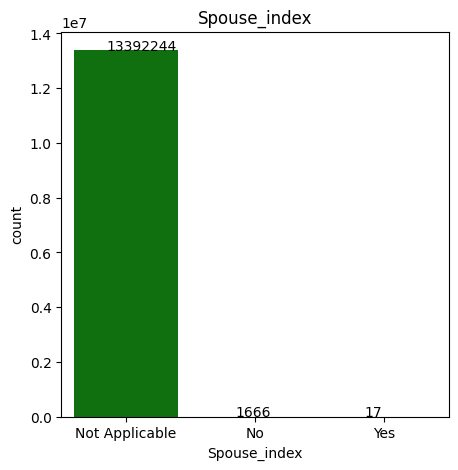 Spouse_index
1e7
13392244
1.4
1.2
1.0
0.8
0.6
0.4
0.2
0.0
count
1666
17
Not Applicable
No
Yes
Spouse_index